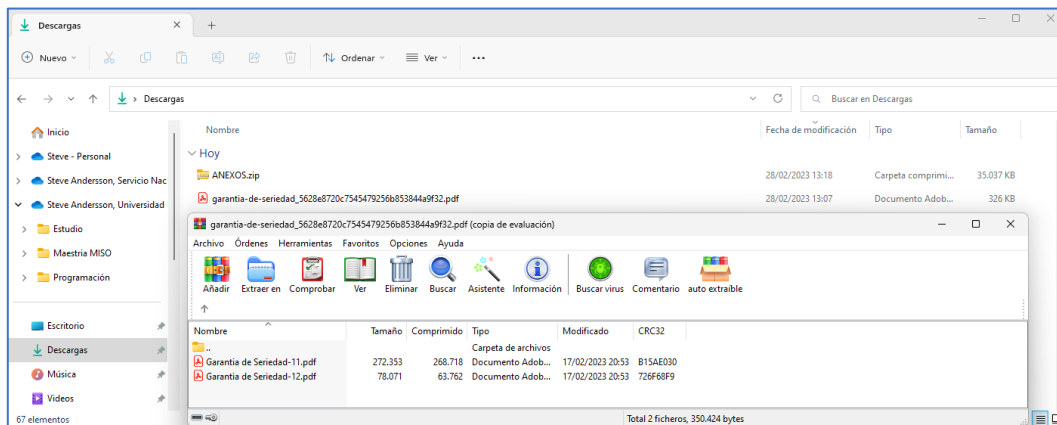 Descargas
Nuevo
Ordenar
Ver
Descargas
Buscar en Descargas
Inicio
Steve - Personal
Steve Andersson, Servicio Nac
Steve Andersson, Universidad
Estudio
Maestria MISO
Programación
Escritorio
Descargas
Música
Videos
67 elementos
Nombre Fecha de modificación Tipo Tamaño
Hoy
ANEXOS.zip 28/02/2023 13:18 Carpeta comprimi... 35.037 KB
garantia-de-seriedad_5628e8720c7545479256b853844a9f32.pdf 28/02/2023 13:07 Documento Adob... 326 KB
garantia-de-seriedad_5628e8720c7545479256b853844a9f32.pdf (copia de evaluación)
Archivo Órdenes Herramientas Favoritos Opciones Ayuda
Añadir Extraer en Comprobar Ver Eliminar Buscar Asistente Información Buscar virus Comentario auto extraíble
Nombre Tamaño Comprimido Tipo Modificado CRC32
.. Carpeta de archivos
Garantia de Seriedad-11.pdf 272.353 268.718 Documento Adob... 17/02/2023 20:53 B15AE030
Garantia de Seriedad-12.pdf 78.071 63.762 Documento Adob... 17/02/2023 20:53 726F68F9
Total 2 ficheros, 350.424 bytes